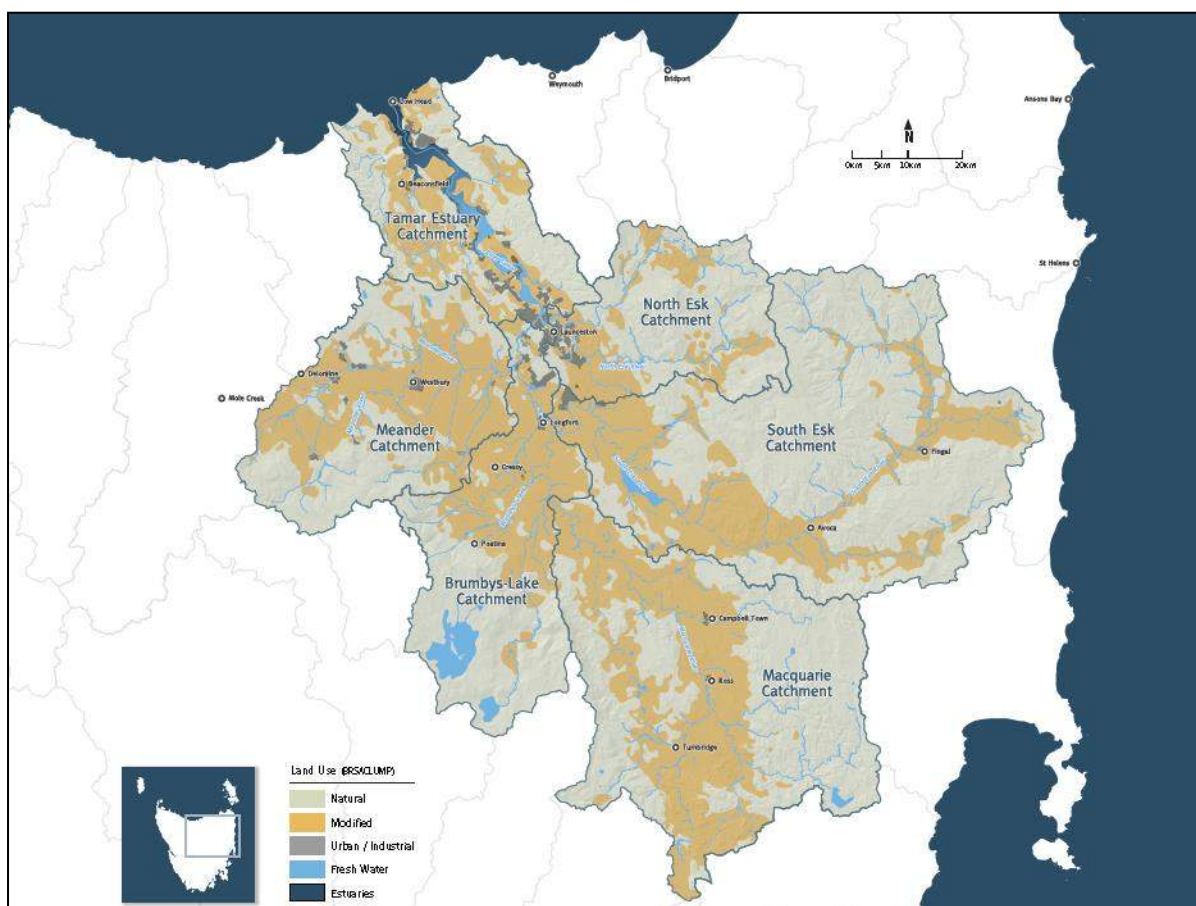 Low Head
Weymouth
Bridport
Ansons Bay
N
0KM 5KM 10KM 20KM
Beaconsfield
Tamar Estuary
Catchment
St Helens
North Esk
Catchment
Launceston
Deloraine
Westbury
Mole Creek
Meander
Catchment
Longford
South Esk
Catchment
Fingal
Cressy
Avoca
Poatina
Brumbys-Lake
Catchment
Campbell Town
Ross
Macquarie
Catchment
Tunbridge
Land Use (BRSACLUMP)
Natural
Modified
Urban / Industrial
Fresh Water
Estuaries